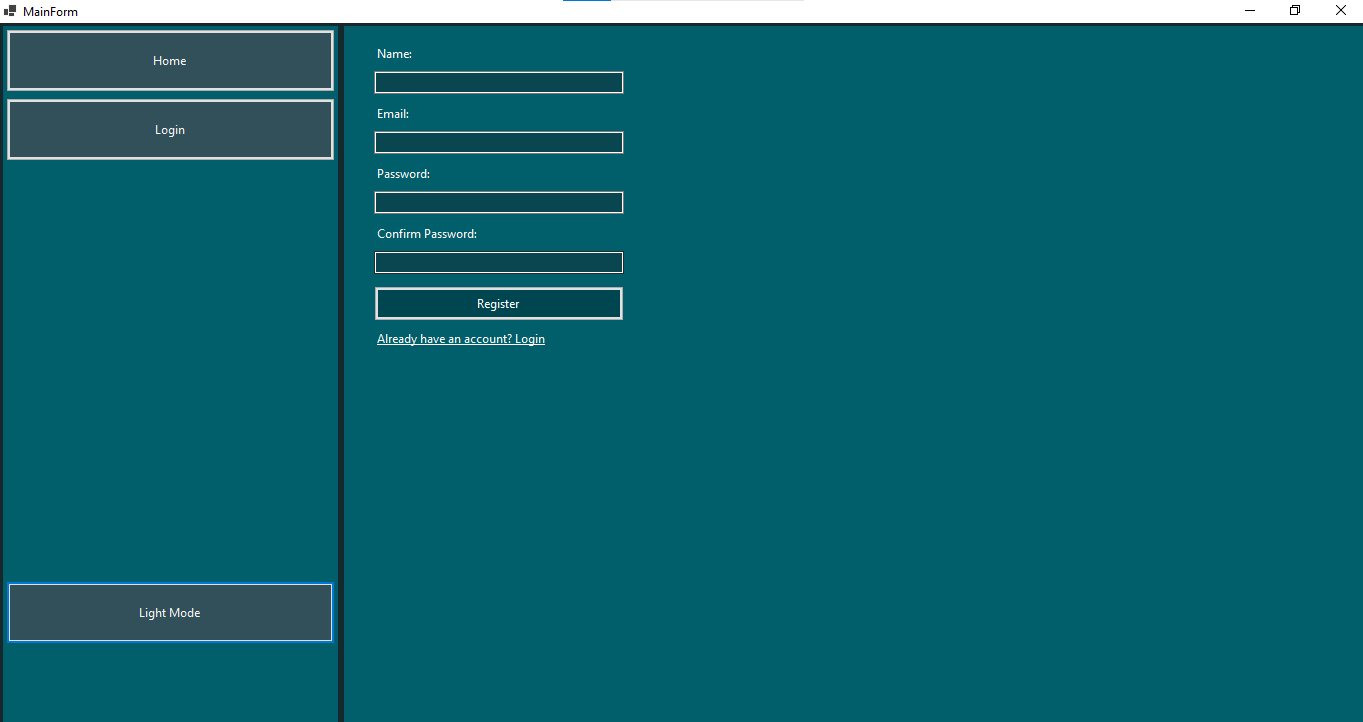 MainForm
Home
Login
Light Mode
Name:
Email:
Password:
Confirm Password:
Register
Already have an account? Login